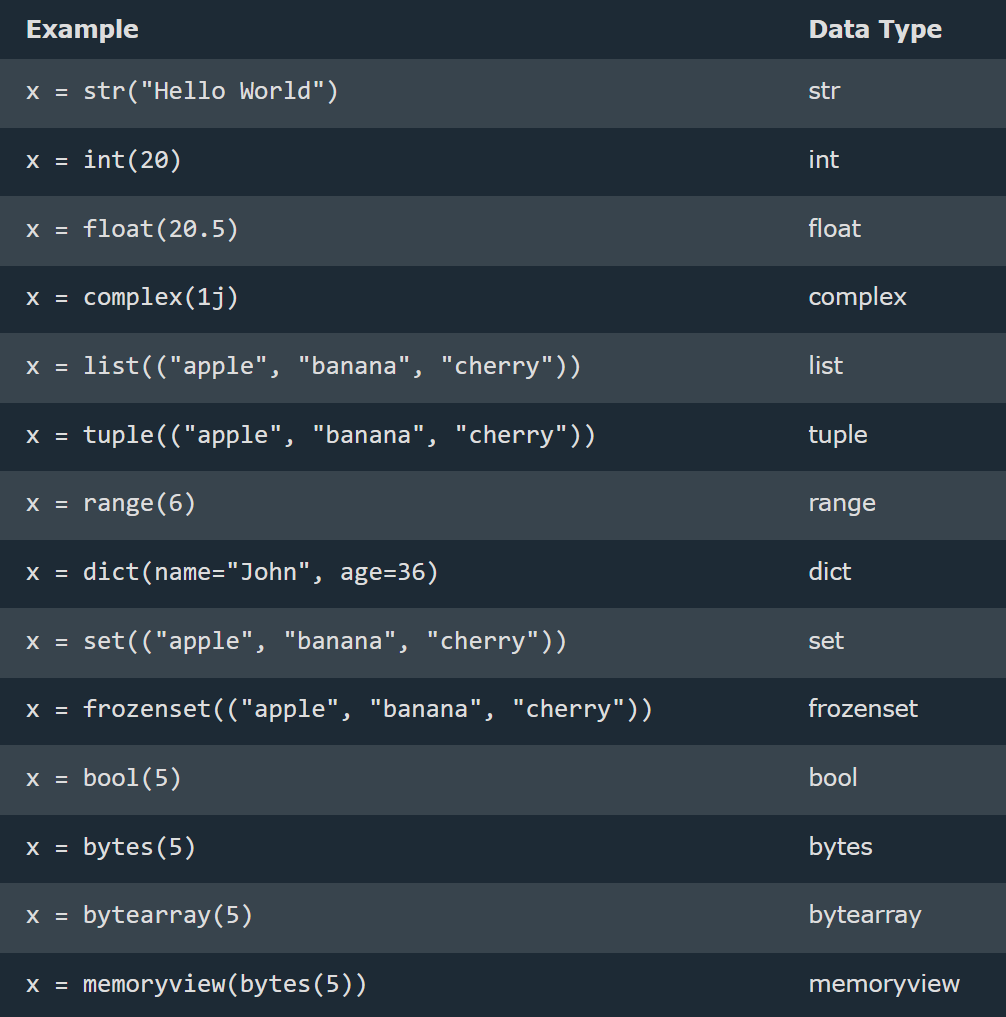 Example Data Type
x = str("Hello World") str
x = int(20) int
x = float(20.5) float
x = complex(1j) complex
x = list(("apple", "banana", "cherry")) list
x = tuple(("apple", "banana", "cherry")) tuple
x = range(6) range
x = dict(name="John", age=36) dict
x = set(("apple", "banana", "cherry")) set
x = frozenset(("apple", "banana", "cherry")) frozenset
x = bool(5) bool
x = bytes(5) bytes
x = bytearray(5) bytearray
x = memoryview(bytes(5)) memoryview